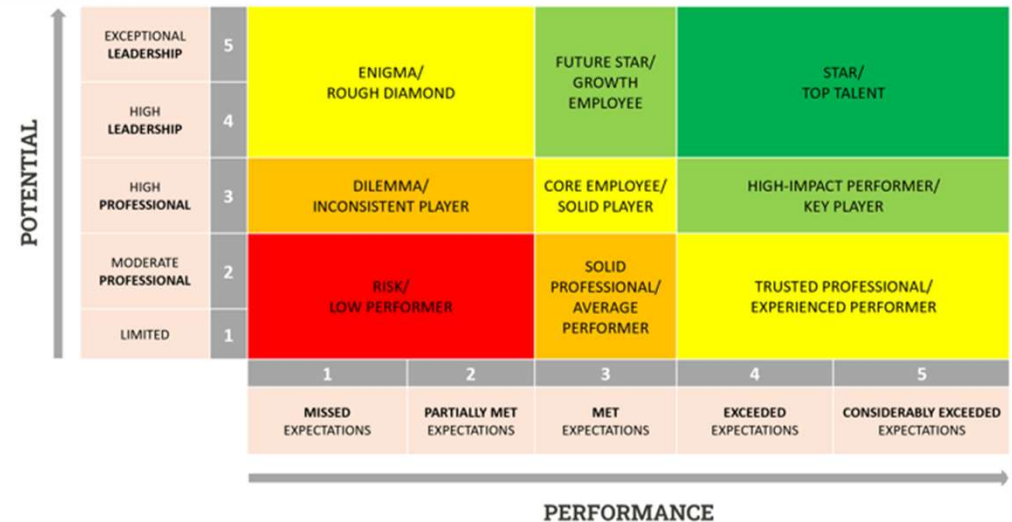 POTENTIAL
EXCEPTIONAL
LEADERSHIP
5
HIGH
LEADERSHIP
4
HIGH
PROFESSIONAL
3
MODERATE
PROFESSIONAL
2
LIMITED
1
ENIGMA/
ROUGH DIAMOND
FUTURE STAR/
GROWTH
EMPLOYEE
STAR/
TOP TALENT
DILEMMA/
INCONSISTENT PLAYER
CORE EMPLOYEE/
SOLID PLAYER
HIGH-IMPACT PERFORMER/
KEY PLAYER
RISK/
LOW PERFORMER
SOLID
PROFESSIONAL/
AVERAGE
PERFORMER
TRUSTED PROFESSIONAL/
EXPERIENCED PERFORMER
1
2
3
4
5
MISSED
EXPECTATIONS
PARTIALLY MET
EXPECTATIONS
MET
EXPECTATIONS
EXCEEDED
EXPECTATIONS
CONSIDERABLY EXCEEDED
EXPECTATIONS
PERFORMANCE